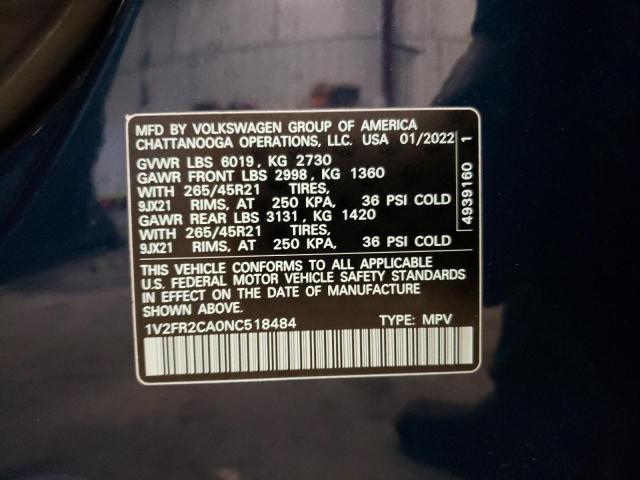 MFD BY VOLKSWAGEN GROUP OF AMERICA
CHATTANOOGA OPERATIONS, LLC. USA 01/2022
GVWR LBS 6019, KG 2730
GAWR FRONT LBS 2998, KG 1360
WITH 265/45R21 TIRES,
9JX21 RIMS, AT 250 KPA, 36 PSI COLD
GAWR REAR LBS 3131, KG 1420
WITH 265/45R21 TIRES,
9JX21 RIMS, AT 250 KPA, 36 PSI COLD
THIS VEHICLE CONFORMS TO ALL APPLICABLE
U.S. FEDERAL MOTOR VEHICLE SAFETY STANDARDS
IN EFFECT ON THE DATE OF MANUFACTURE
SHOWN ABOVE.
1V2FR2CA0NC518484 TYPE: MPV
4939160 1